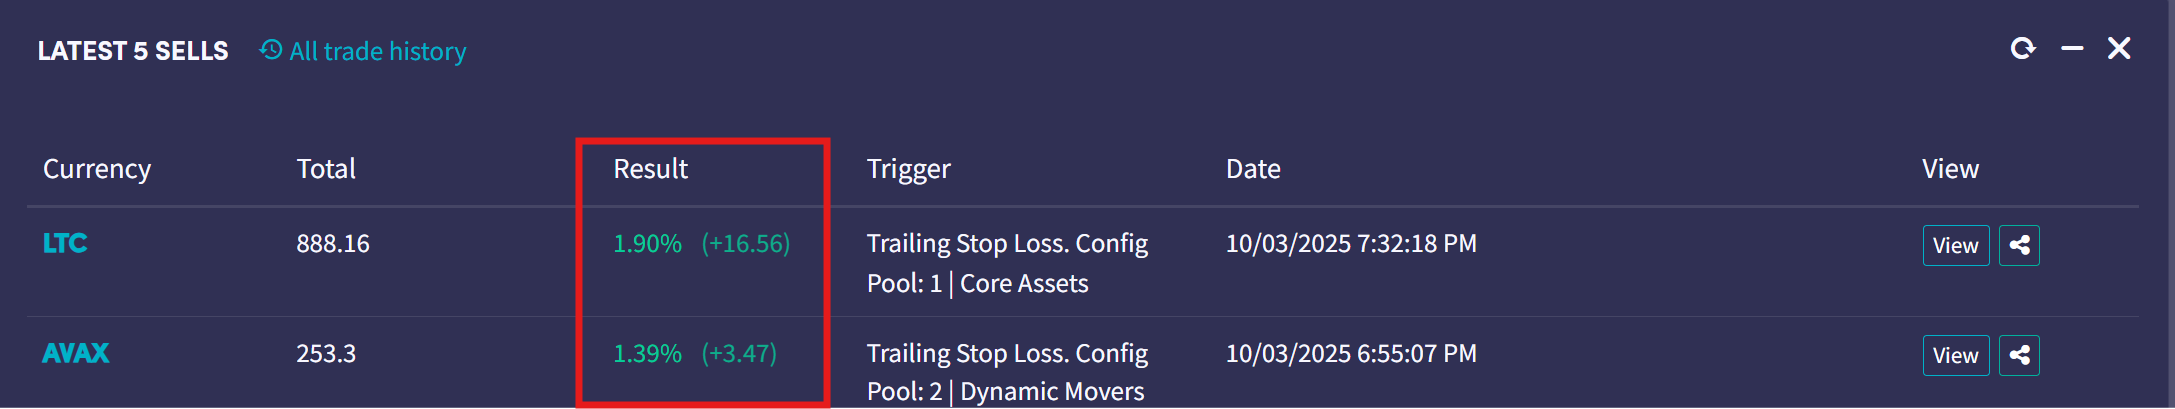 LATEST 5 SELLS All trade history
Currency Total Result Trigger Date View
LTC 888.16 1.90% (+16.56) Trailing Stop Loss. Config 10/03/2025 7:32:18 PM View
Pool: 1 | Core Assets
AVAX 253.3 1.39% (+3.47) Trailing Stop Loss. Config 10/03/2025 6:55:07 PM View
Pool: 2 | Dynamic Movers